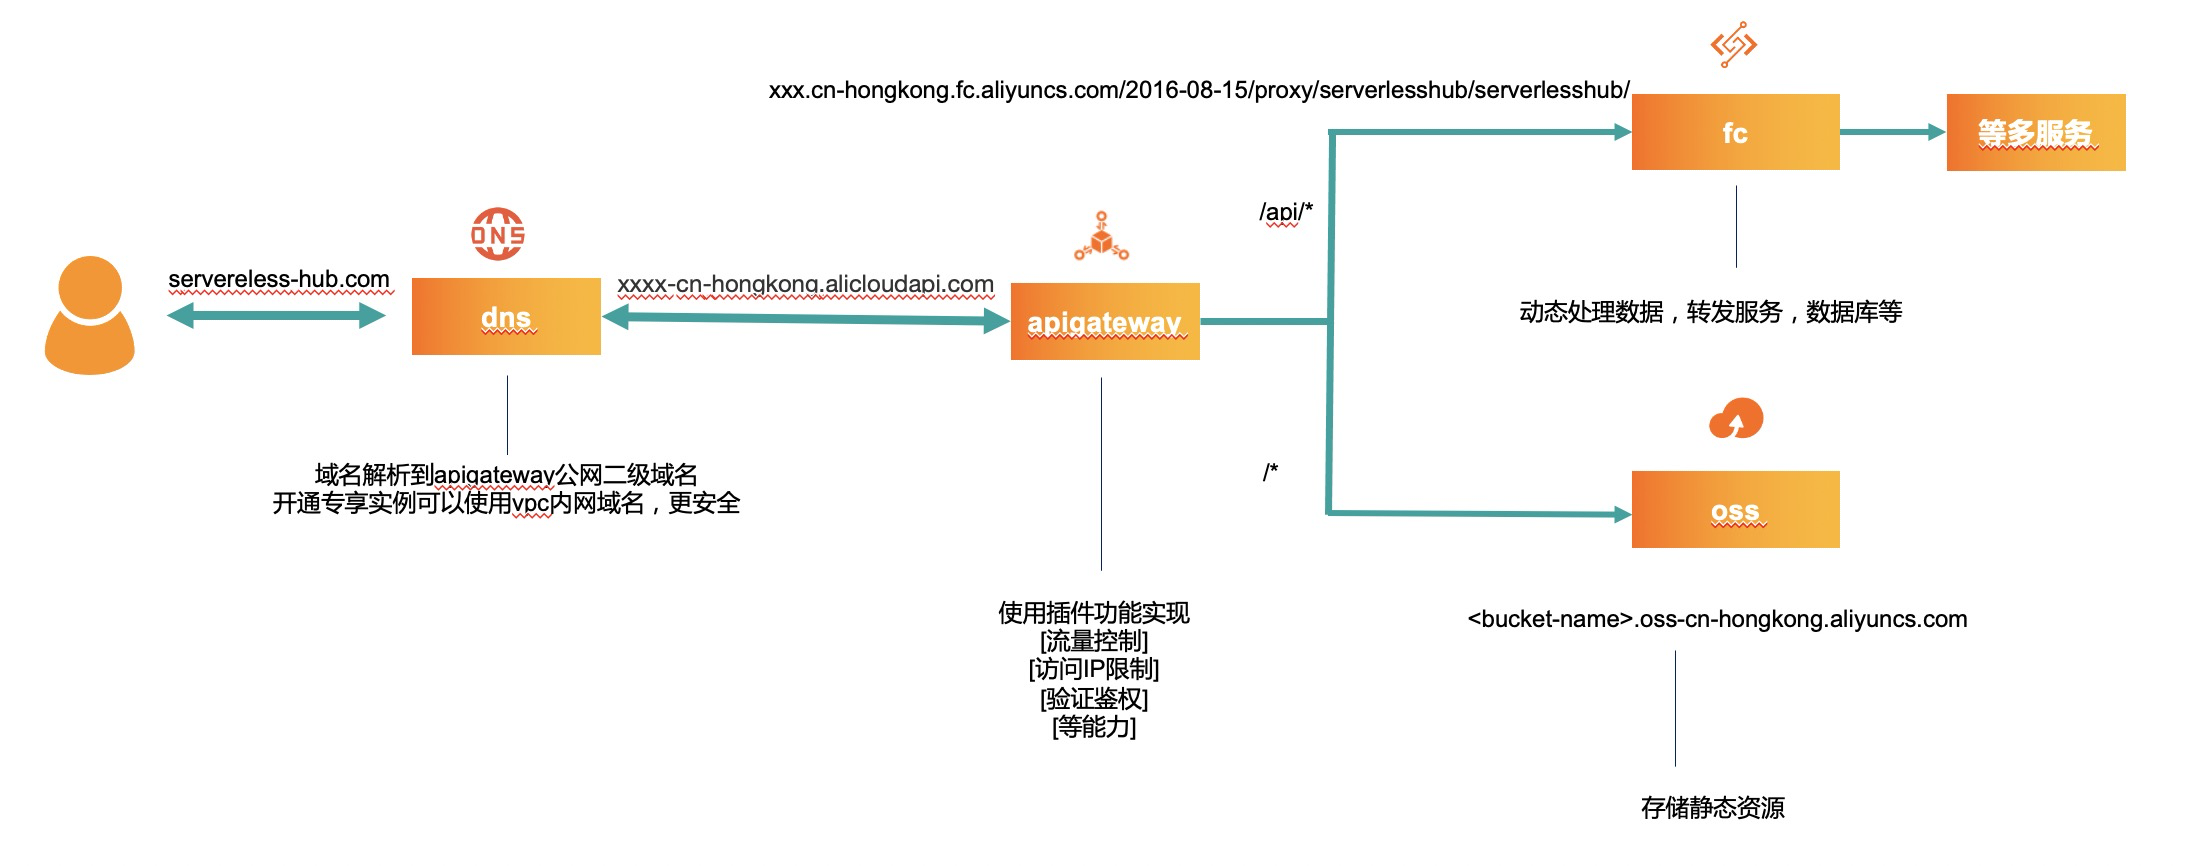 xxx.cn-hongkong.fc.aliyuncs.com/2016-08-15/proxy/serverlesshub/serverlesshub/
fc
等多服务
/api/*
DNS
servereless-hub.com
dns
xxxx-cn-hongkong.alicloudapi.com
apigateway
动态处理数据，转发服务，数据库等
域名解析到apigateway公网二级域名
开通专享实例可以使用vpc内网域名，更安全
/*
oss
使用插件功能实现
[流量控制]
[访问IP限制]
[验证鉴权]
[等能力]
<bucket-name>.oss-cn-hongkong.aliyuncs.com
存储静态资源